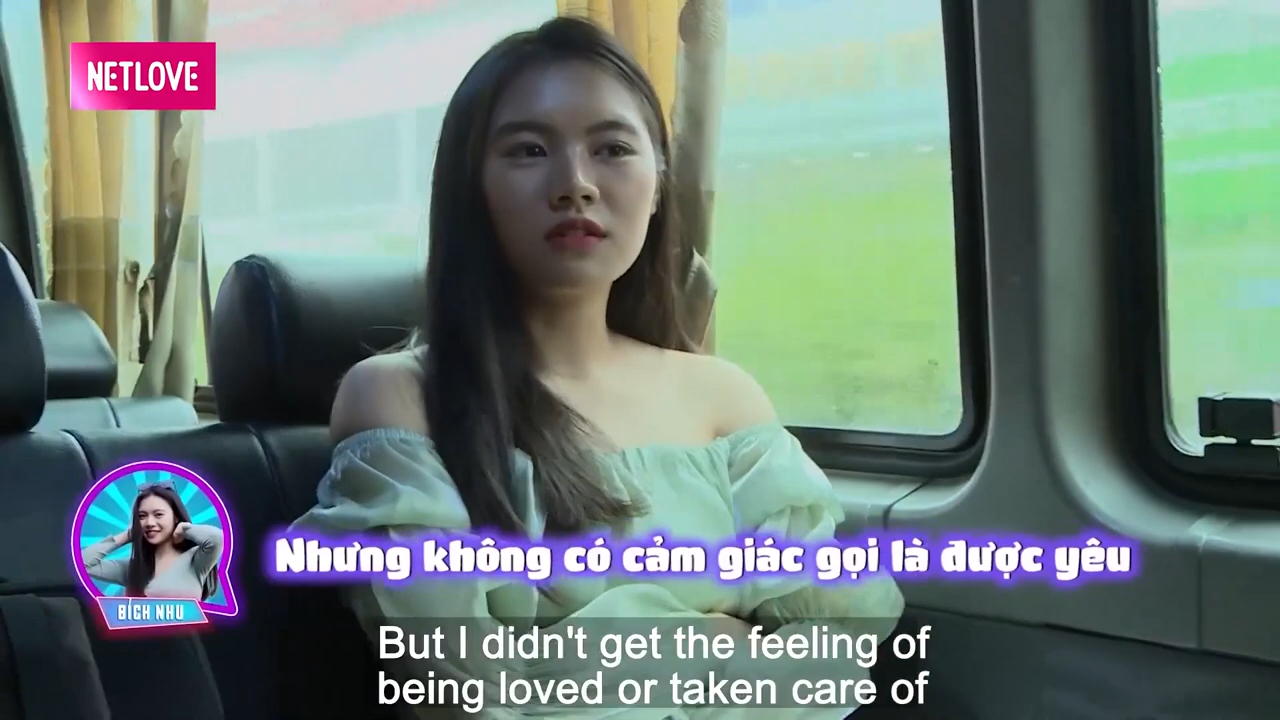 NETLOVE
Nhưng không có cảm giác gọi là được yêu
BÍCH NHU
But I didn't get the feeling of
being loved or taken care of